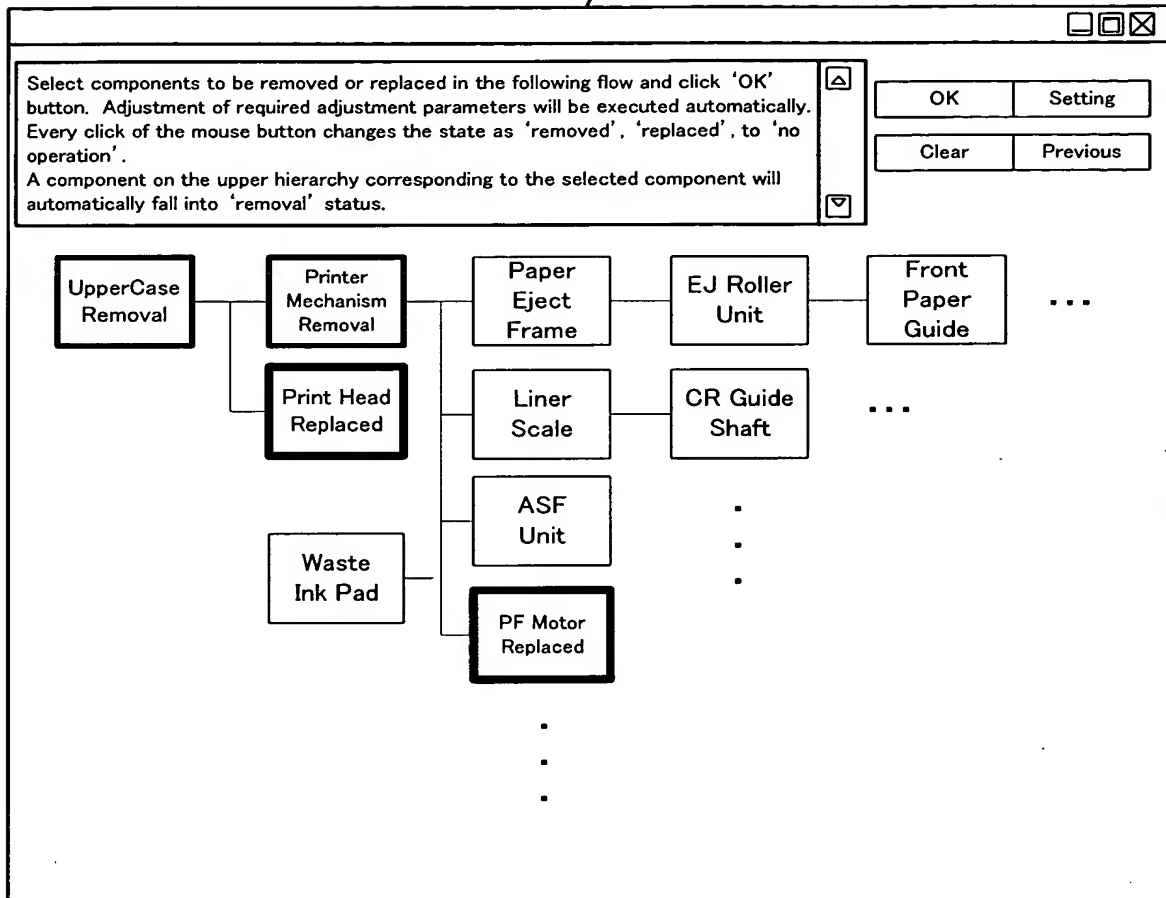 Select components to be removed or replaced in the following flow and click ‘OK’
button. Adjustment of required adjustment parameters will be executed automatically.
Every click of the mouse button changes the state as ‘removed’, ‘replaced’, to ‘no
operation’.
A component on the upper hierarchy corresponding to the selected component will
automatically fall into ‘removal’ status.
OK
Setting
Clear
Previous
UpperCase
Removal
Printer
Mechanism
Removal
Paper
Eject
Frame
EJ Roller
Unit
Front
Paper
Guide
...
Print Head
Replaced
Liner
Scale
CR Guide
Shaft
...
Waste
Ink Pad
ASF
Unit
PF Motor
Replaced